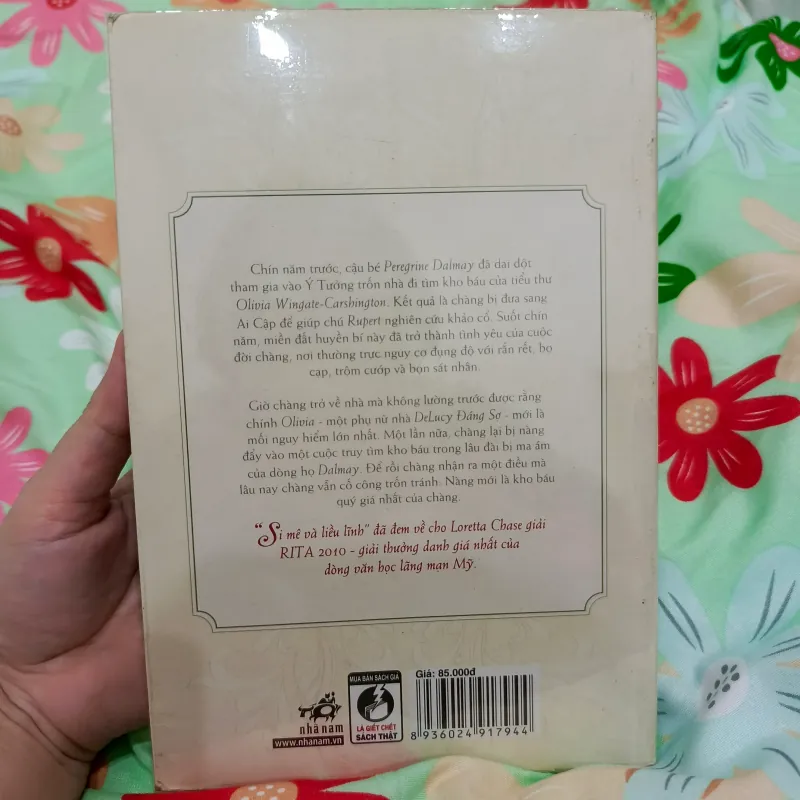 Chín năm trước, cậu bé Peregrine Dalmay đã dại dột
tham gia vào Ý Tưởng trốn nhà đi tìm kho báu của tiểu thư
Olivia Wingate-Carshington. Kết quả là chàng bị đưa sang
Ai Cập để giúp chú Rupert nghiên cứu khảo cổ. Suốt chín
năm, miền đất huyền bí này đã trở thành tình yêu của cuộc
đời chàng, nơi thường trực nguy cơ đụng độ với rắn rết, bọ
cạp, trộm cướp và bọn sát nhân.
Giờ chàng trở về nhà mà không lường trước được rằng
chính Olivia - một phụ nữ nhà DeLucy Đáng Sợ - mới là
mối nguy hiểm lớn nhất. Một lần nữa, chàng lại bị nàng
đẩy vào một cuộc truy tìm kho báu trong lâu đài bị ma ám
của dòng họ Dalmay. Để rồi chàng nhận ra một điều mà
lâu nay chàng vẫn cố công trốn tránh. Nàng mới là kho báu
quý giá nhất của chàng.
"Si mê và liều lĩnh" đã đem về cho Loretta Chase giải
RITA 2010 - giải thưởng danh giá nhất của
dòng văn học lãng mạn Mỹ.
nhã nam
www.nhanam.vn
MUA BÁN SÁCH GIẢ
LÀ GIẾT CHẾT
SÁCH THẬT
Giá: 85.000đ
8 936024 917944